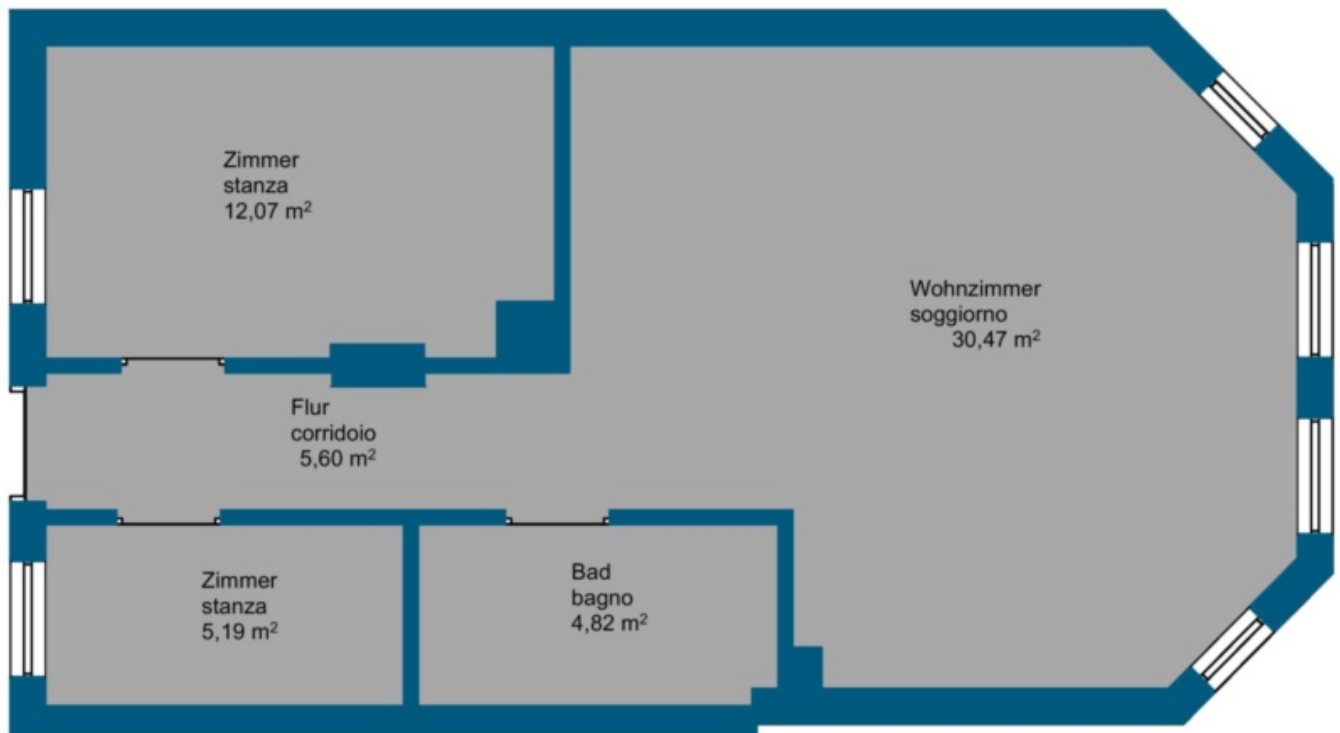 Zimmer
stanza
12,07 m²
Wohnzimmer
soggiorno
30,47 m²
Flur
corridoio
5,60 m²
Zimmer
stanza
5,19 m²
Bad
bagno
4,82 m²